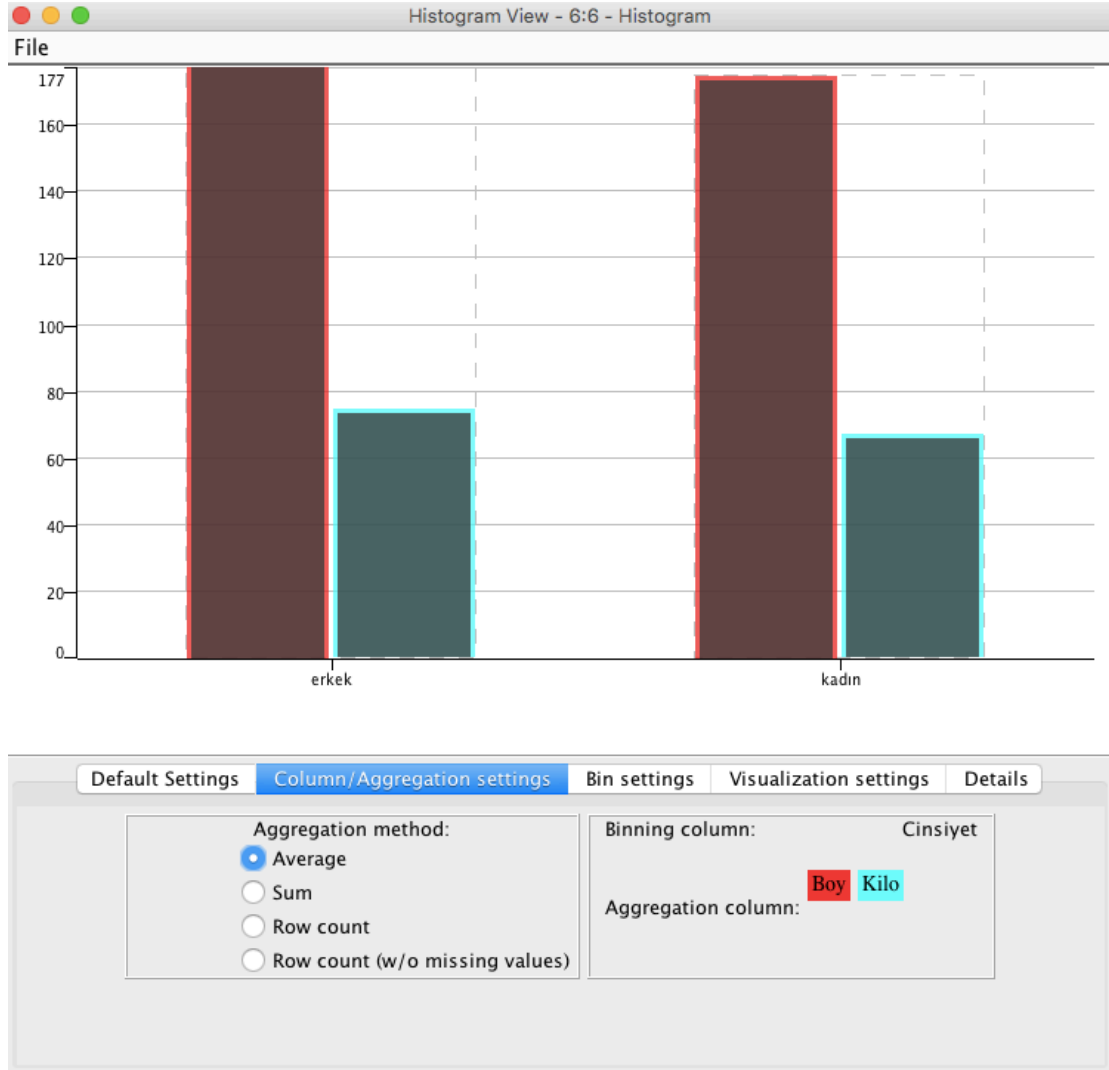 Histogram View - 6:6 - Histogram
File
177
160
140
120
100
80
60
40
20
0
erkek
kadın
Default Settings
Column/Aggregation settings
Bin settings
Visualization settings
Details
Aggregation method:
Average
Sum
Row count
Row count (w/o missing values)
Binning column: Cinsiyet
Boy Kilo
Aggregation column: